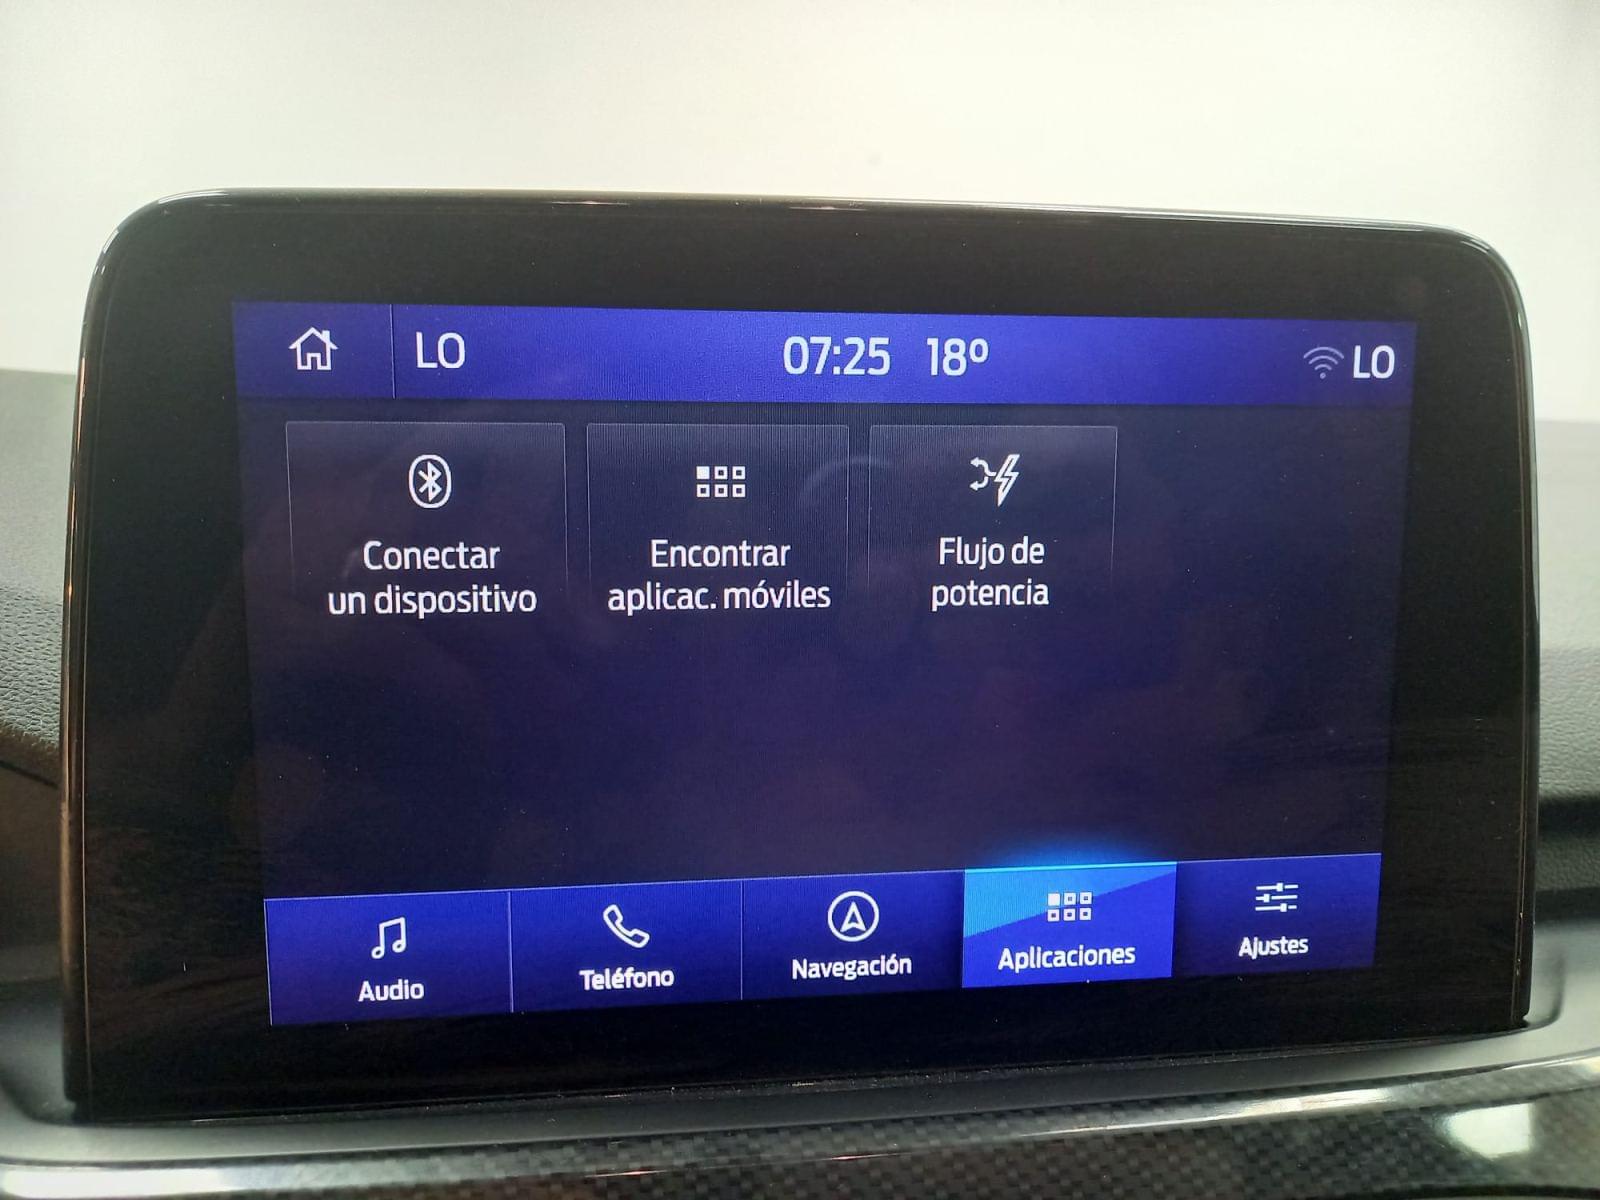 LO 07:25 18º LO
Conectar
un dispositivo
Encontrar
aplicac. móviles
Flujo de
potencia
Audio
Teléfono
Navegación
Aplicaciones
Ajustes